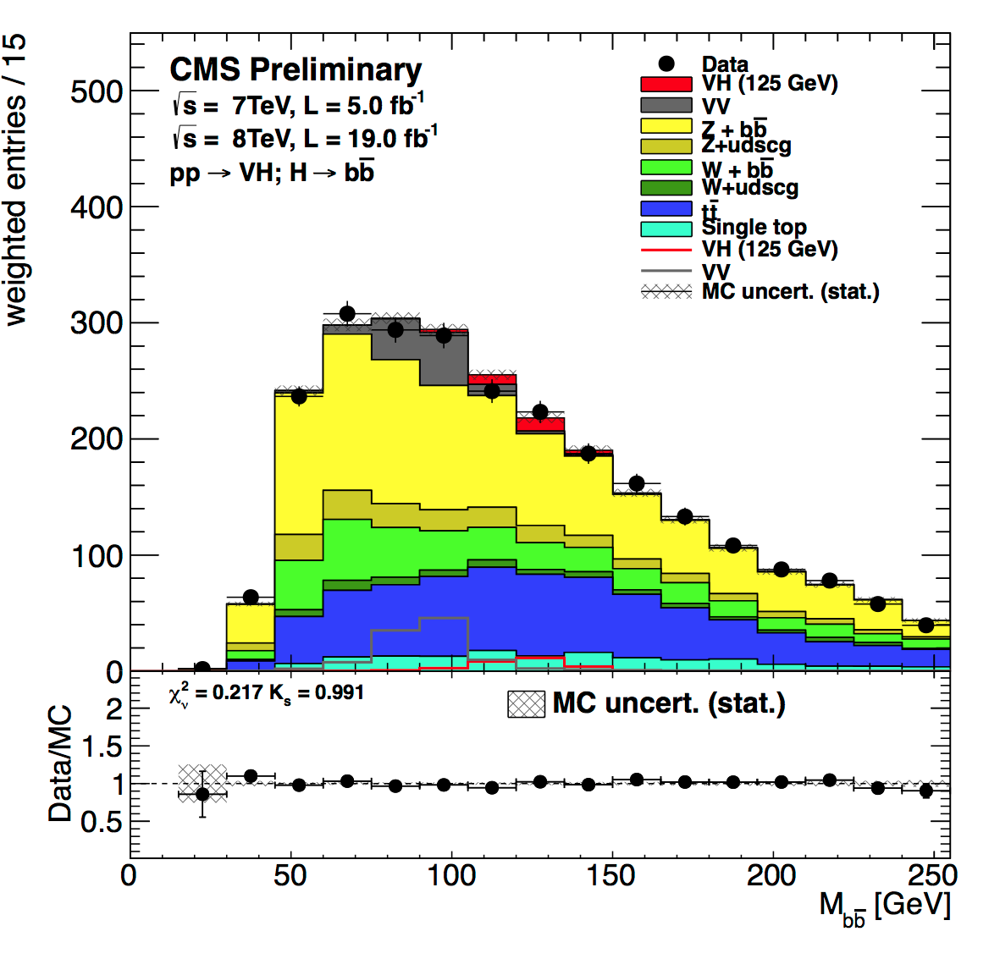 weighted entries / 15
CMS Preliminary
√s = 7TeV, L = 5.0 fb⁻¹
√s = 8TeV, L = 19.0 fb⁻¹
pp → VH; H → bb̅
Data
VH (125 GeV)
VV
Z + bb̅
Z+udscg
W + bb̅
W+udscg
tt̅
Single top
VH (125 GeV)
VV
MC uncert. (stat.)
500
400
300
200
100
0
χ²ᵥ = 0.217 Kₛ = 0.991
MC uncert. (stat.)
Data/MC
2
1.5
1
0.5
0 50 100 150 200 250
M_bb̅ [GeV]